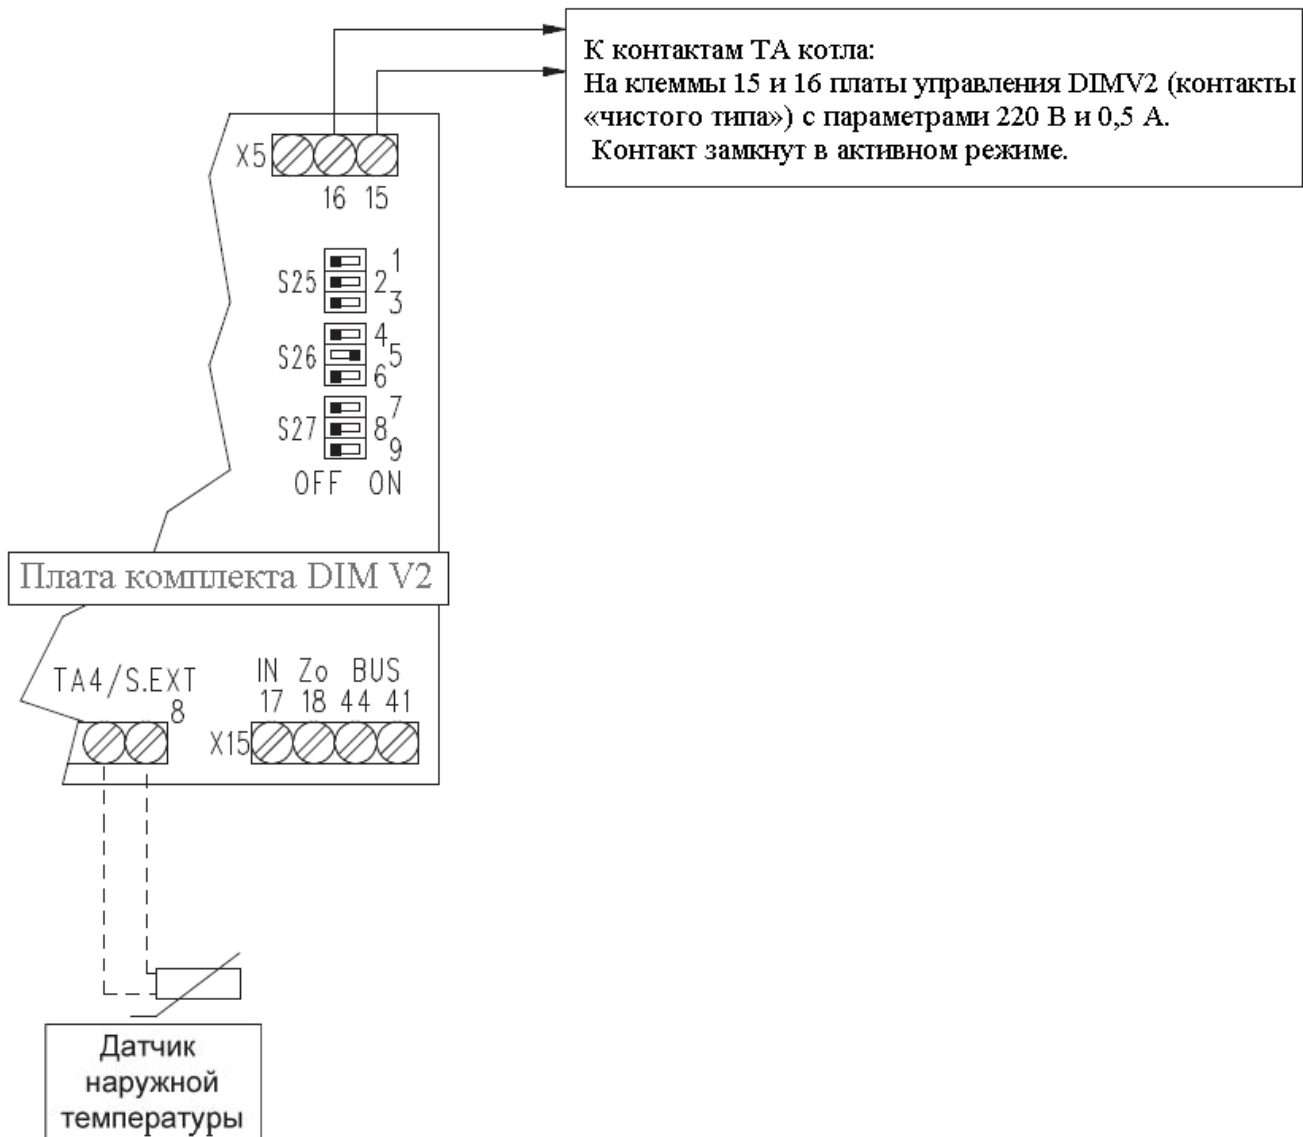 К контактам ТА котла:
На клеммы 15 и 16 платы управления DIMV2 (контакты
«чистого типа») с параметрами 220 В и 0,5 А.
Контакт замкнут в активном режиме.
X5
16 15
S25 1 2 3
S26 4 5 6
S27 7 8 9
OFF ON
Плата комплекта DIM V2
TA4/S.EXT
8
IN Zo BUS
17 18 44 41
X15
Датчик
наружной
температуры